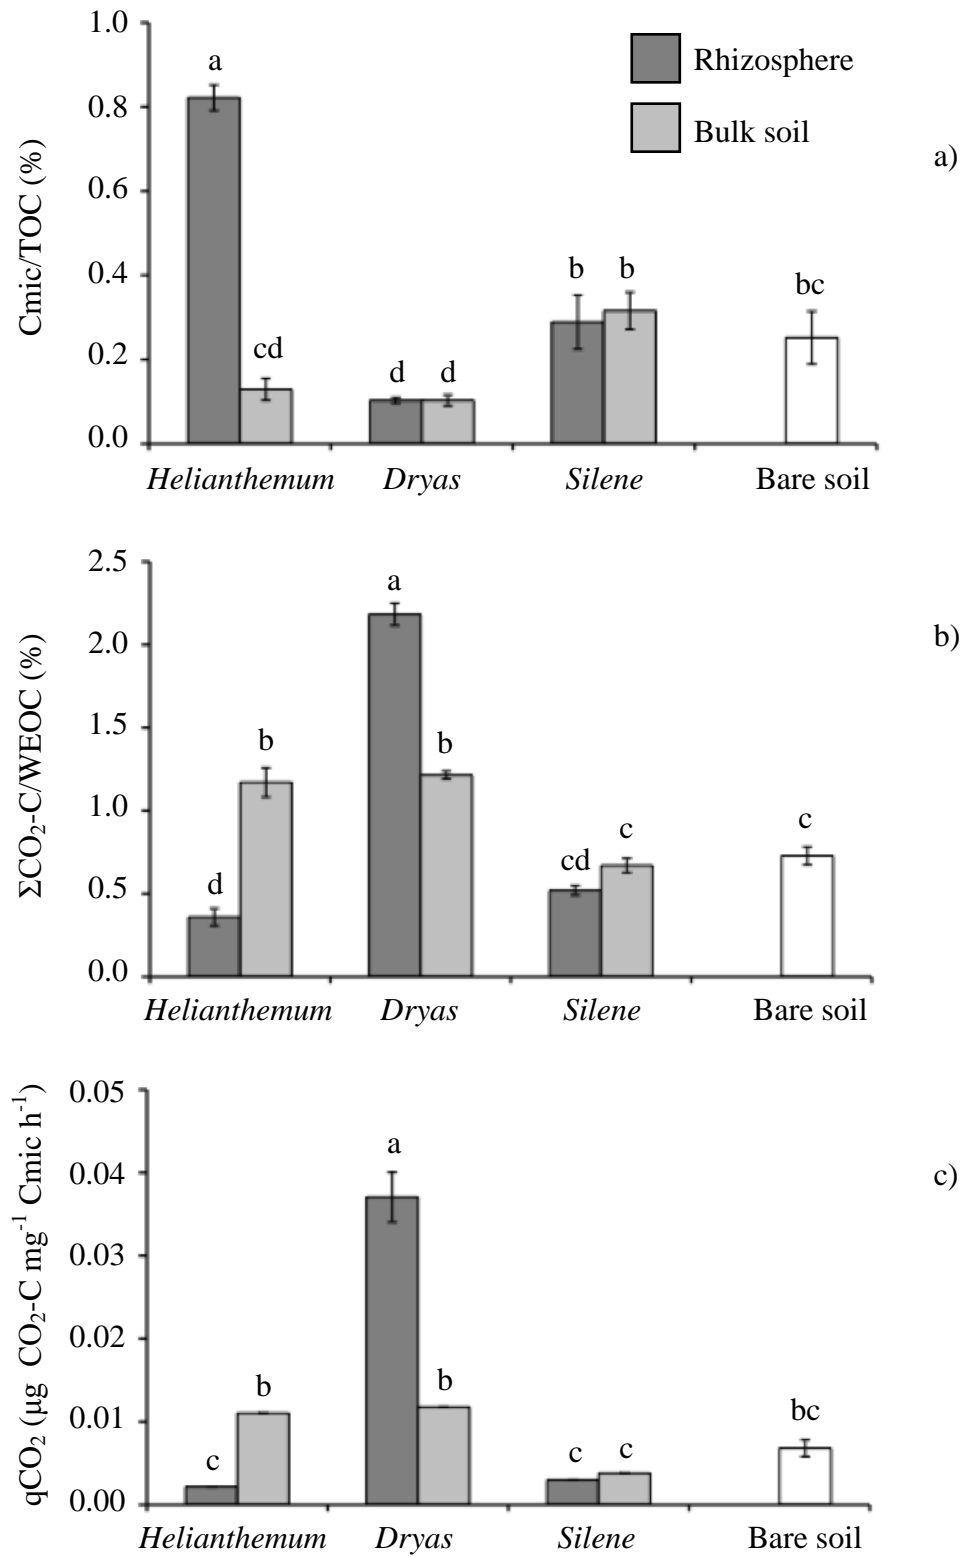 1.0
0.8
0.6
0.4
0.2
0.0
Cmic/TOC (%)
Rhizosphere
Bulk soil
a
cd
d d
b b
bc
Helianthemum Dryas Silene Bare soil
a)
2.5
2.0
1.5
1.0
0.5
0.0
ΣCO₂-C/WEOC (%)
d
b
a
b
cd
c
c
Helianthemum Dryas Silene Bare soil
b)
0.05
0.04
0.03
0.02
0.01
0.00
qCO₂ (µg CO₂-C mg⁻¹ Cmic h⁻¹)
c
b
a
b
c c
bc
Helianthemum Dryas Silene Bare soil
c)